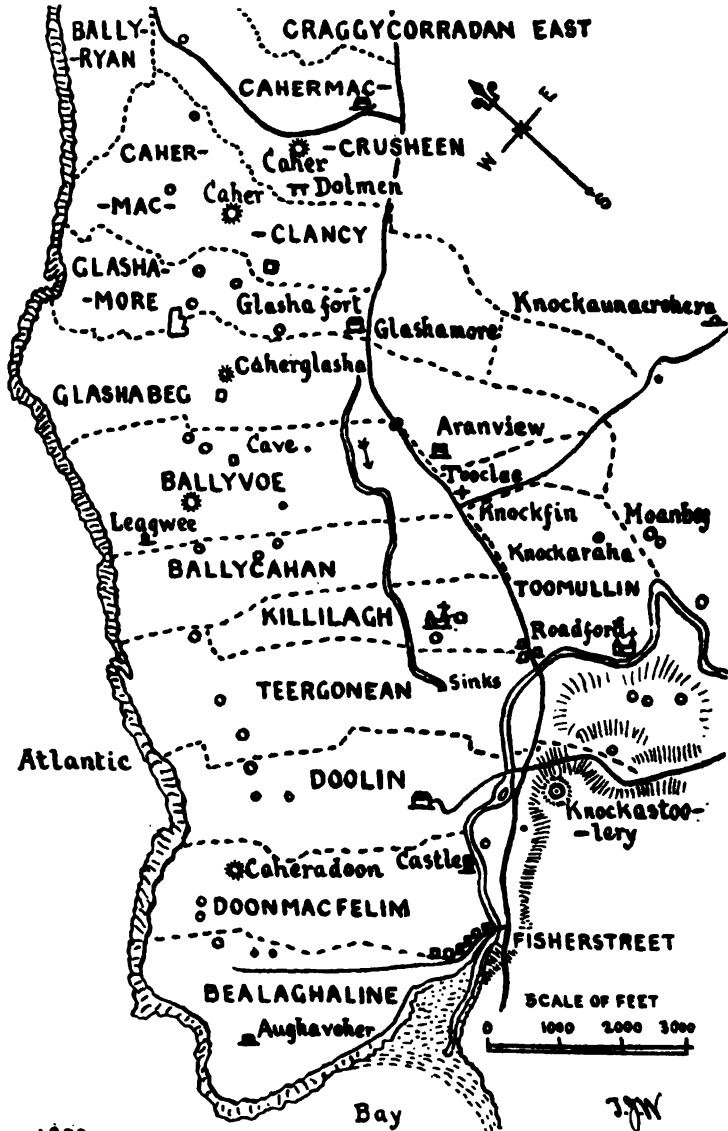 BALLY-
-RYAN
CRAGGYCORRADAN EAST
CAHERMAC-
-CRUSHEEN
Caher
CAHER-
-MAC-
Caher
Dolmen
-CLANCY
E
W
S
GLASHA-
-MORE
Glasha fort
Glashamore
Caherglasha
GLASHABEG
Aranview
Cave
Tooclae
BALLYVOE
Leagwee
Knockfin
Moanbeg
Knockaraha
BALLYCAHAN
TOOMULLIN
KILLILAGH
Roadford
TEERGONEAN
Sinks
Atlantic
DOOLIN
Knockastoo-
-lery
Caheradoon
Castle
DOONMACFELIM
FISHERSTREET
BEALAGHALINE
SCALE OF FEET
0 1000 2000 3000
Aughavoher
Bay
T.J.W